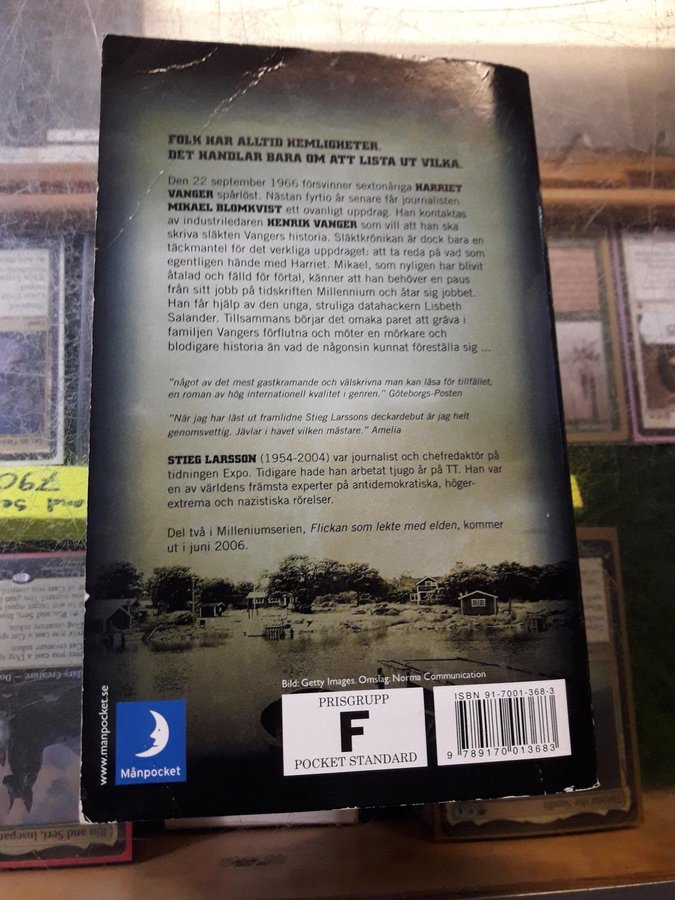 FOLK HAR ALLTID HEMLIGHETER.
DET HANDLAR BARA OM ATT LISTA UT VILKA.
Den 22 september 1966 försvinner sextonåriga HARRIET
VANGER spårlöst. Nästan fyrtio år senare får journalisten
MIKAEL BLOMKVIST ett ovanligt uppdrag. Han kontaktas
av industriledaren HENRIK VANGER som vill att han ska
skriva släkten Vangers historia. Släktkrönikan är dock bara en
täckmantel för det verkliga uppdraget: att ta reda på vad som
egentligen hände med Harriet. Mikael, som nyligen har blivit
åtalad och fälld för förtal, känner att han behöver en paus
från sitt jobb på tidskriften Millennium och åtar sig jobbet.
Han får hjälp av den unga, struliga datahackern Lisbeth
Salander. Tillsammans börjar det omaka paret att gräva i
familjen Vangers förflutna och möter en mörkare och
blodigare historia än vad de någonsin kunnat föreställa sig ...
"något av det mest gastkramande och välskrivna man kan läsa för tillfället;
en roman av hög internationell kvalitet i genren." Göteborgs-Posten
"När jag har läst ut framlidne Stieg Larssons deckardebut är jag helt
genomsvettig. Jävlar i havet vilken mästare." Amelia
STIEG LARSSON (1954-2004) var journalist och chefredaktör på
tidningen Expo. Tidigare hade han arbetat tjugo år på TT. Han var
en av världens främsta experter på antidemokratiska, höger-
extrema och nazistiska rörelser.
Del två i Milleniumserien, Flickan som lekte med elden, kommer
ut i juni 2006.
Bild: Getty Images. Omslag: Norma Communication
www.manpocket.se
Månpocket
PRISGRUPP
F
POCKET STANDARD
ISBN 91-7001-368-3
9 789170 013683
790
Rin and Seri, Insepar